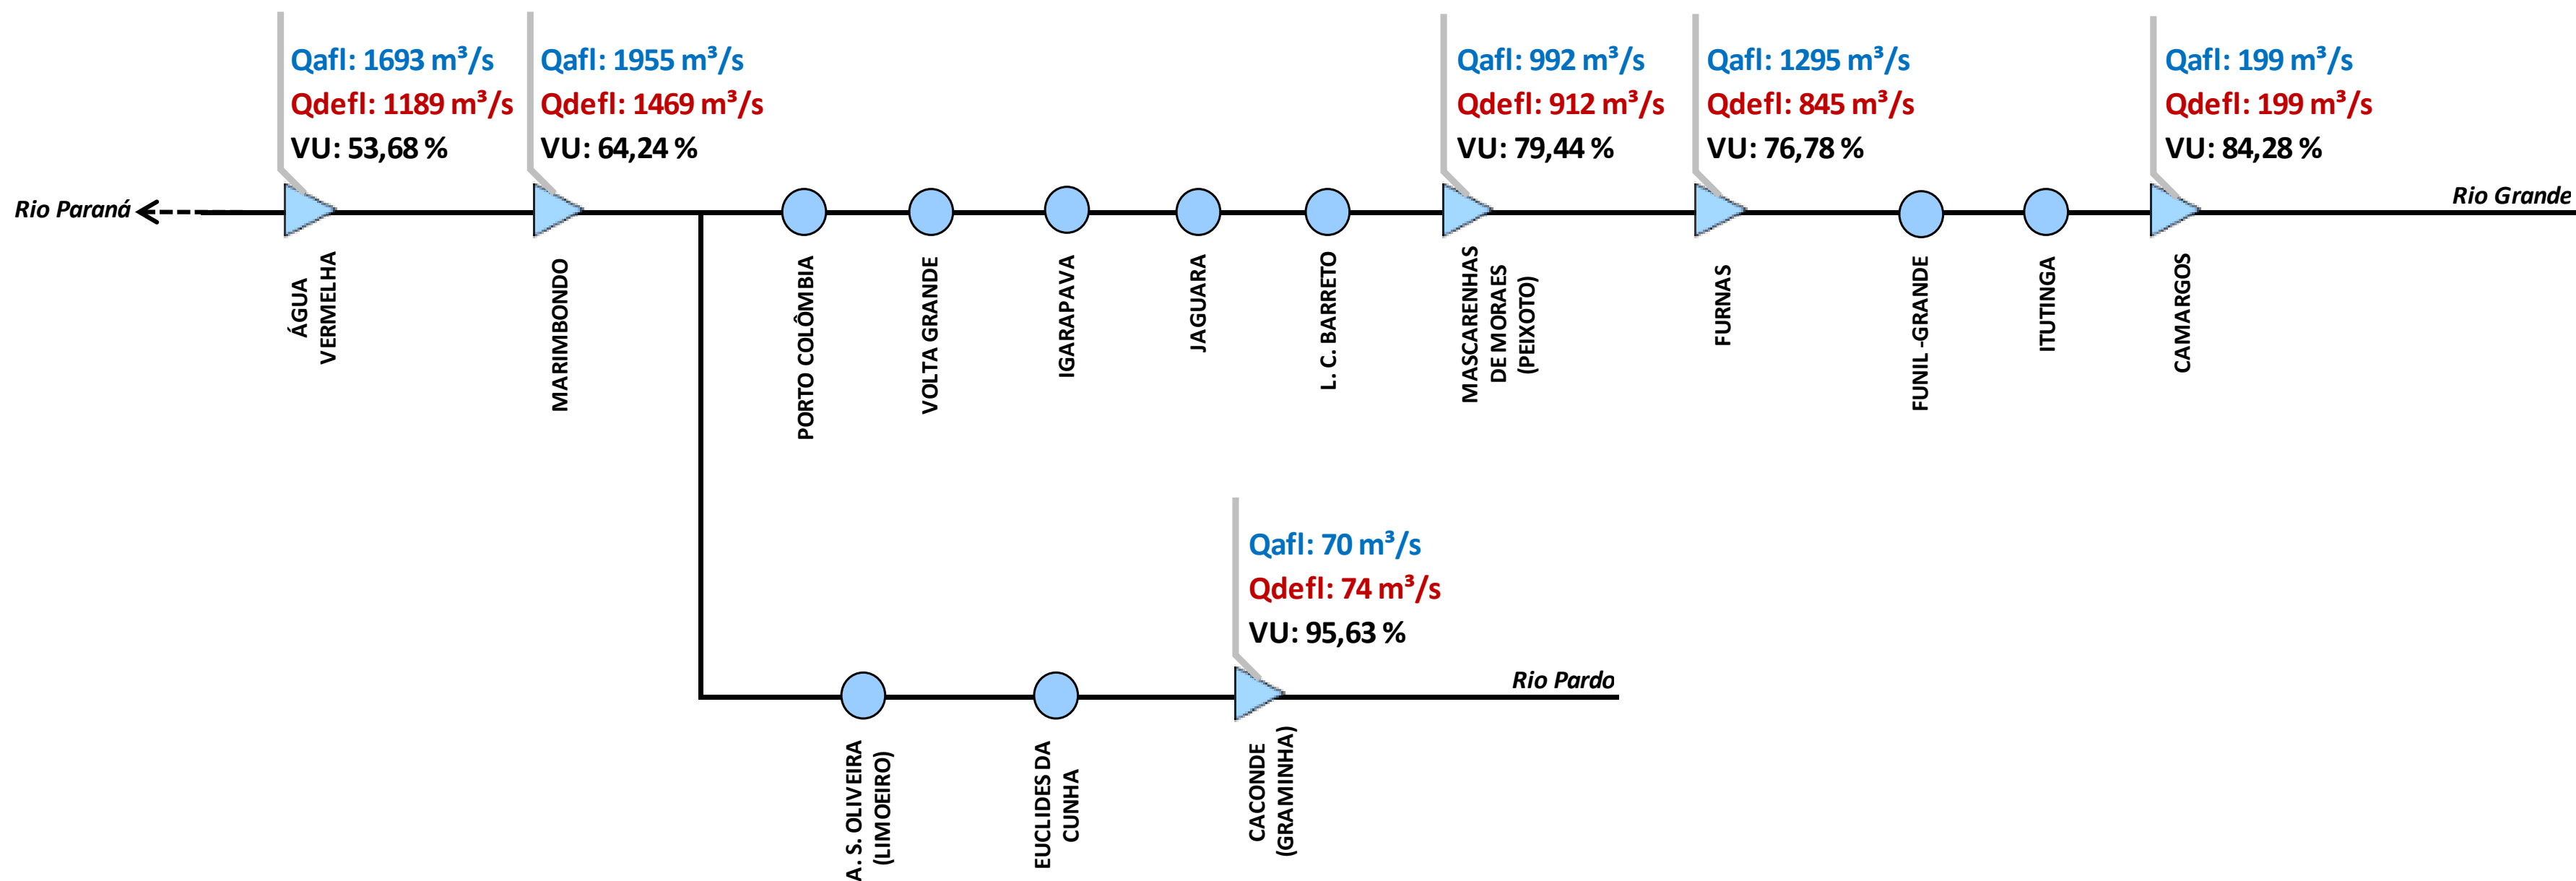 Qafl: 1693 m³/s
Qdefl: 1189 m³/s
VU: 53,68 %
Qafl: 1955 m³/s
Qdefl: 1469 m³/s
VU: 64,24 %
Qafl: 992 m³/s
Qdefl: 912 m³/s
VU: 79,44 %
Qafl: 1295 m³/s
Qdefl: 845 m³/s
VU: 76,78 %
Qafl: 199 m³/s
Qdefl: 199 m³/s
VU: 84,28 %
Rio Paraná
Rio Grande
ÁGUA
VERMELHA
MARIMBONDO
PORTO COLÔMBIA
VOLTA GRANDE
IGARAPAVA
JAGUARA
L. C. BARRETO
MASCARENHAS
DE MORAES
(PEIXOTO)
FURNAS
FUNIL -GRANDE
ITUTINGA
CAMARGOS
Qafl: 70 m³/s
Qdefl: 74 m³/s
VU: 95,63 %
Rio Pardo
A. S. OLIVEIRA
(LIMOEIRO)
EUCLIDES DA
CUNHA
CACONDE
(GRAMINHA)